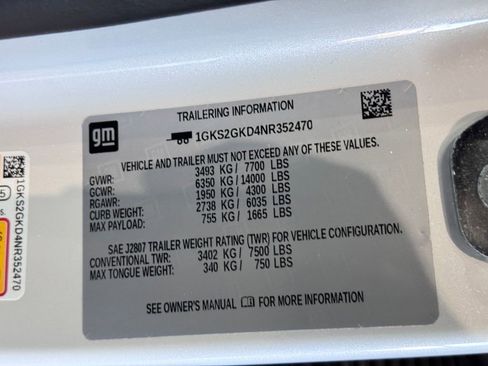 TRAILERING INFORMATION
gm
1GKS2GKD4NR352470
VEHICLE AND TRAILER MUST NOT EXCEED ANY OF THESE VALUES.
GVWR: 3493 KG / 7700 LBS
GCWR: 6350 KG / 14000 LBS
RGAWR: 1950 KG / 4300 LBS
CURB WEIGHT: 2738 KG / 6035 LBS
MAX PAYLOAD: 755 KG / 1665 LBS
SAE J2807 TRAILER WEIGHT RATING (TWR) FOR VEHICLE CONFIGURATION.
CONVENTIONAL TWR: 3402 KG / 7500 LBS
MAX TONGUE WEIGHT: 340 KG / 750 LBS
SEE OWNER'S MANUAL FOR MORE INFORMATION
1GKS2GKD4NR352470